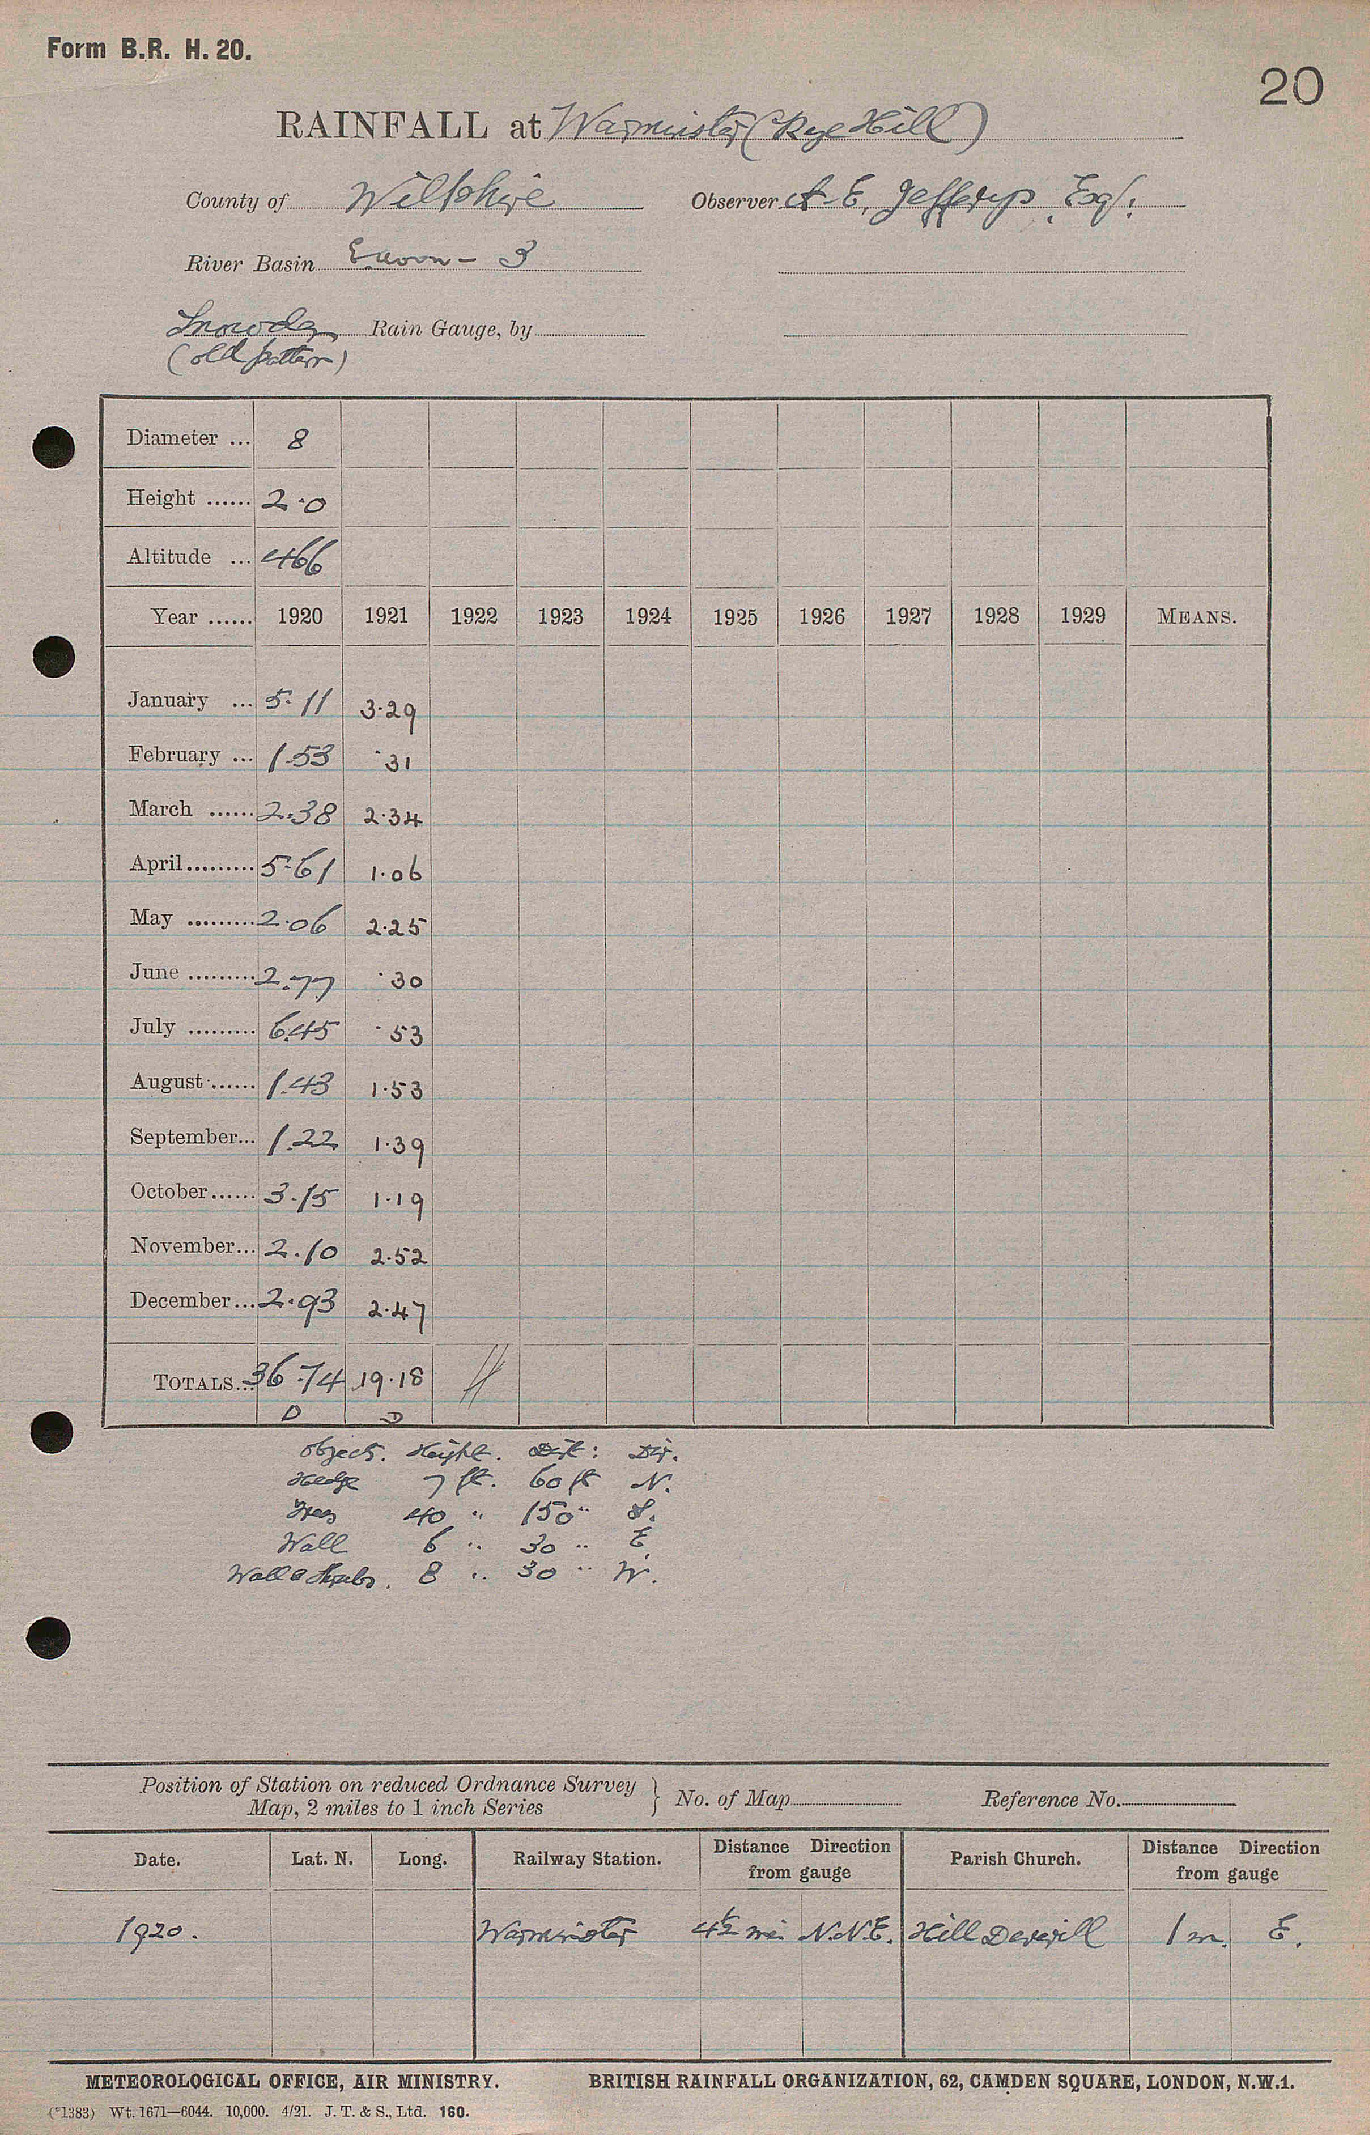 Form B.R. H. 20.
20
RAINFALL at Warminster (Rye Hill)
County of Wiltshire Observer A. E. Jefferys, Esq.
River Basin E. Avon - 3
Snowdon Rain Gauge, by
(old pattern)
Diameter ... 8
Height ...... 2.0
Altitude ... 466
Year ...... 1920 1921 1922 1923 1924 1925 1926 1927 1928 1929 MEANS.
January ... 5.11 3.29
February ... 1.53 .31
March ...... 2.38 2.34
April ......... 5.61 1.06
May ......... 2.06 2.25
June ......... 2.77 .30
July ......... 6.45 .53
August ...... 1.43 1.53
September... 1.22 1.39
October ...... 3.15 1.19
November... 2.10 2.52
December... 2.93 2.47
TOTALS... 36.74 19.18 //
D D
Object. Height. Dist: Dir.
Hedge 7 ft. 60 ft N.
Trees 40 " 150 " S.
Wall 6 " 30 " E.
Wall & Shrubs. 8 " 30 " W.
Position of Station on reduced Ordnance Survey
Map, 2 miles to 1 inch Series } No. of Map Reference No.
Date. Lat. N. Long. Railway Station. Distance Direction from gauge Parish Church. Distance Direction from gauge
1920. Warminster 4½ mi N.N.E. Hill Deverill 1 m. E.
METEOROLOGICAL OFFICE, AIR MINISTRY. BRITISH RAINFALL ORGANIZATION, 62, CAMDEN SQUARE, LONDON, N.W.1.
(*1383) Wt. 1671—6044. 10,000. 4/21. J. T. & S., Ltd. 160.